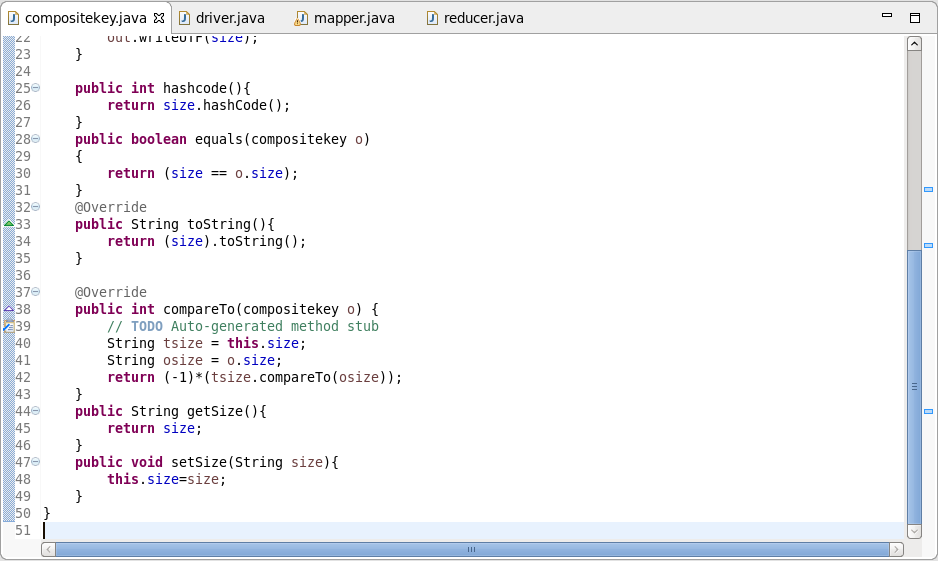 compositekey.java driver.java mapper.java reducer.java
22 out.writeUTF(size);
23 }
24
25 public int hashcode(){
26 return size.hashCode();
27 }
28 public boolean equals(compositekey o)
29 {
30 return (size == o.size);
31 }
32 @Override
33 public String toString(){
34 return (size).toString();
35 }
36
37 @Override
38 public int compareTo(compositekey o) {
39 // TODO Auto-generated method stub
40 String tsize = this.size;
41 String osize = o.size;
42 return (-1)*(tsize.compareTo(osize));
43 }
44 public String getSize(){
45 return size;
46 }
47 public void setSize(String size){
48 this.size=size;
49 }
50 }
51